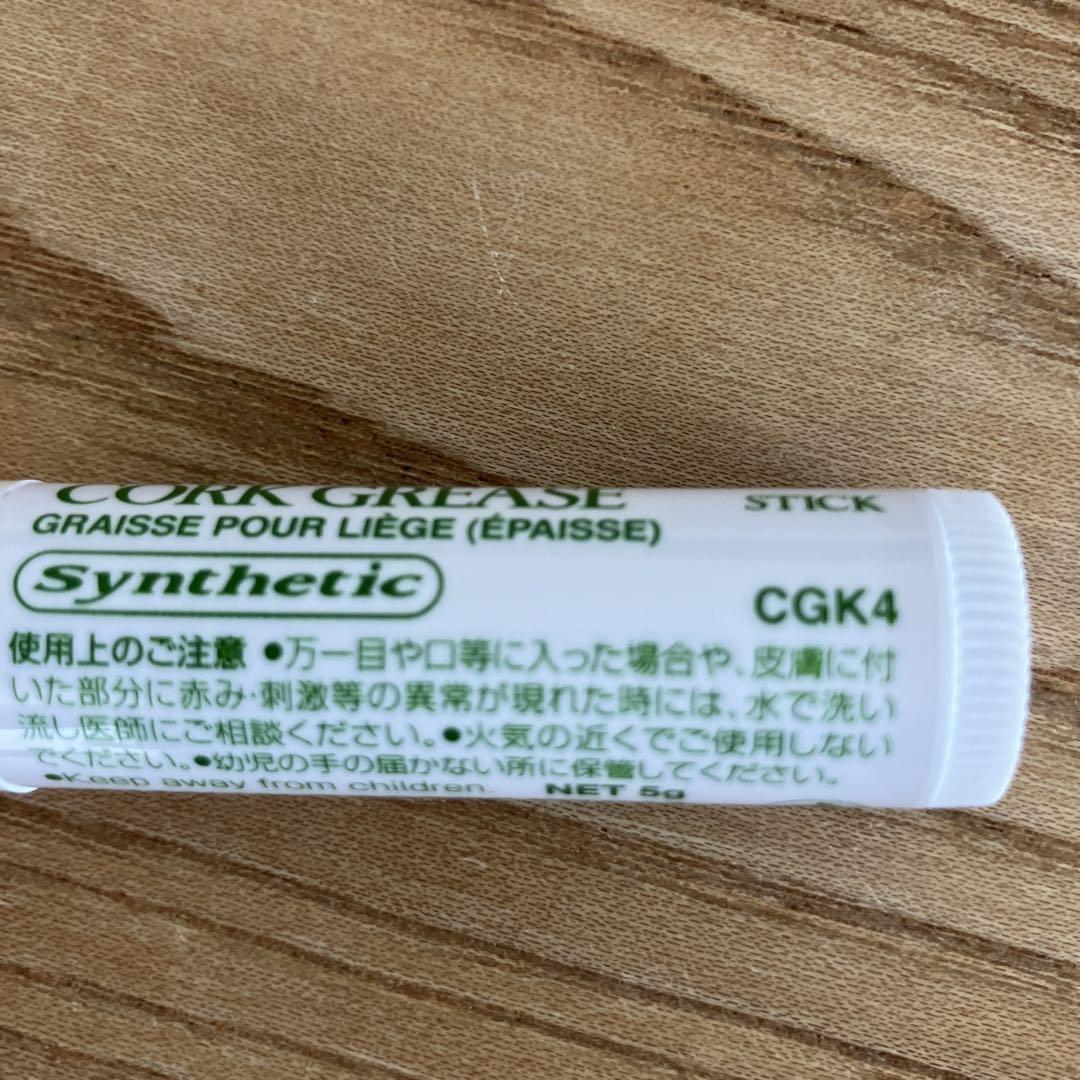 CORK GREASE STICK
GRAISSE POUR LIÈGE (ÉPAISSE)
Synthetic CGK4
使用上のご注意 ●万一目や口等に入った場合や、皮膚に付
いた部分に赤み・刺激等の異常が現れた時には、水で洗い
流し医師にご相談ください。●火気の近くでご使用しない
でください。●幼児の手の届かない所に保管してください。
●Keep away from children. NET 5g